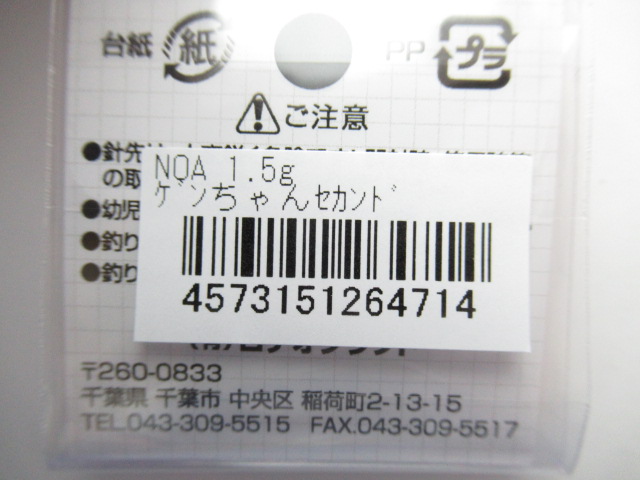 台紙 紙 PP プラ
ご注意
●針先
の取
NOA 1.5g
ｹﾞﾝちゃんｾｶﾝﾄﾞ
●幼児
●釣り
●釣り
4573151264714
〒260-0833
千葉県 千葉市 中央区 稲荷町2-13-15
TEL.043-309-5515 FAX.043-309-5517